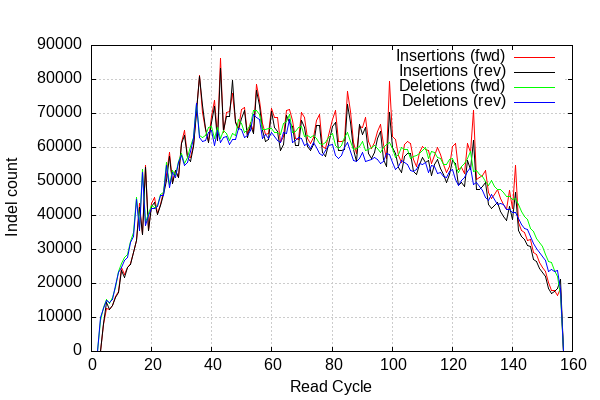 90000
80000
70000
60000
50000
40000
30000
20000
10000
0
Indel count
Insertions (fwd)
Insertions (rev)
Deletions (fwd)
Deletions (rev)
0 20 40 60 80 100 120 140 160
Read Cycle